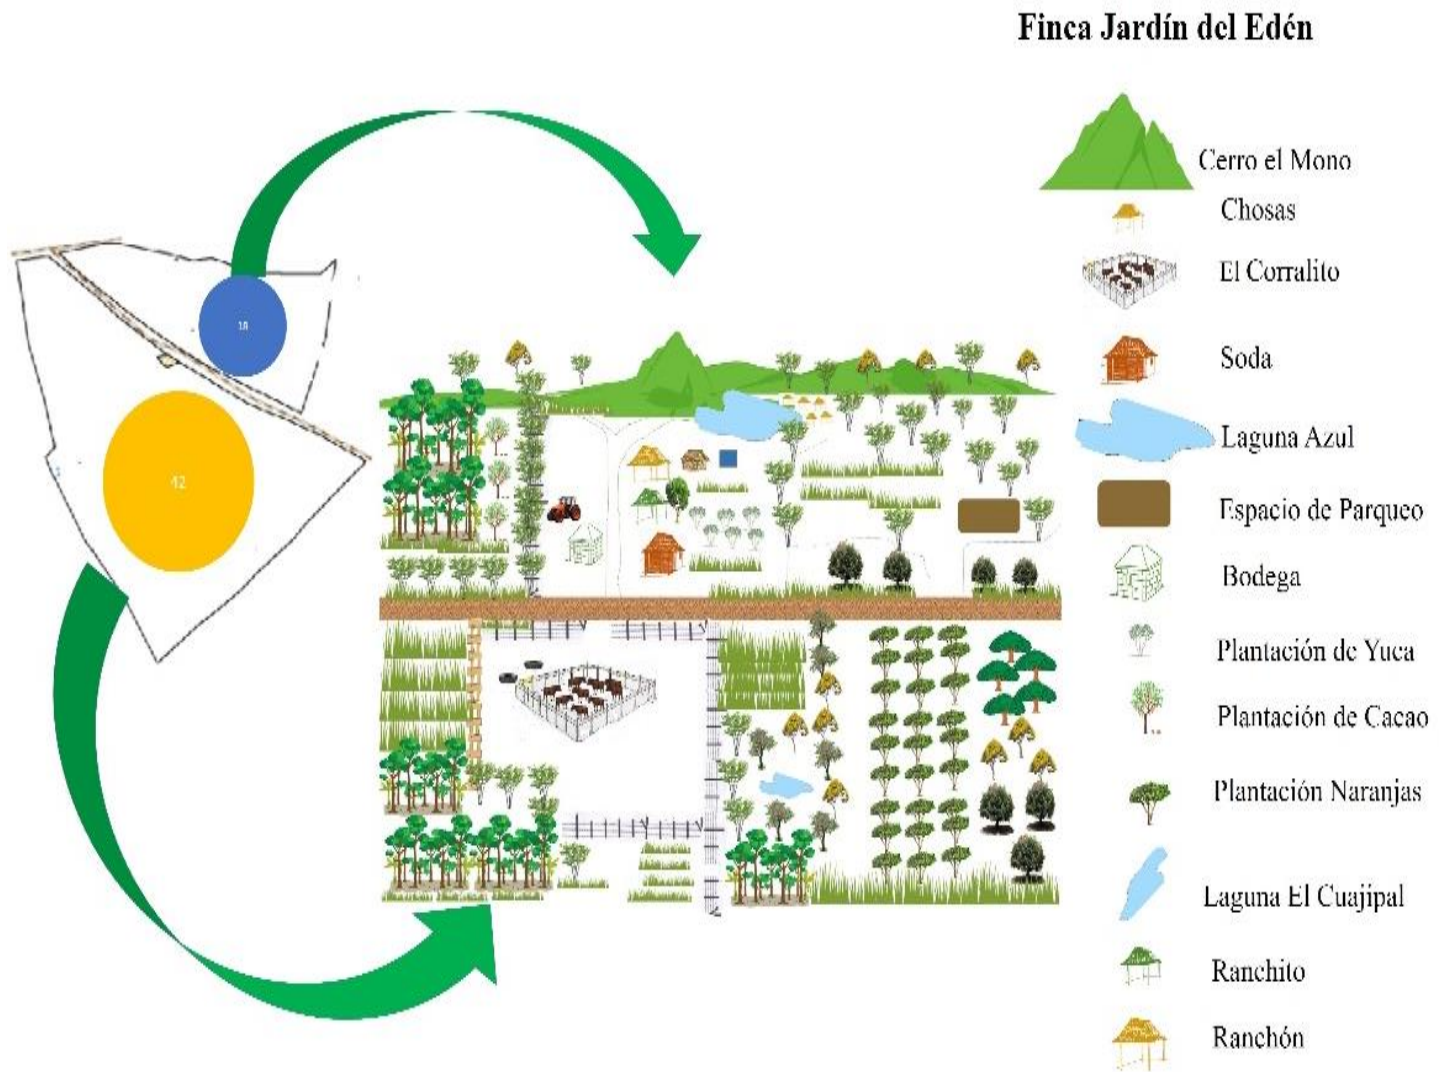 Finca Jardín del Edén
Cerro el Mono
Chosas
El Corralito
Soda
Laguna Azul
Espacio de Parqueo
Bodega
Plantación de Yuca
Plantación de Cacao
Plantación Naranjas
Laguna El Cuajipal
Ranchito
Ranchón
18
42